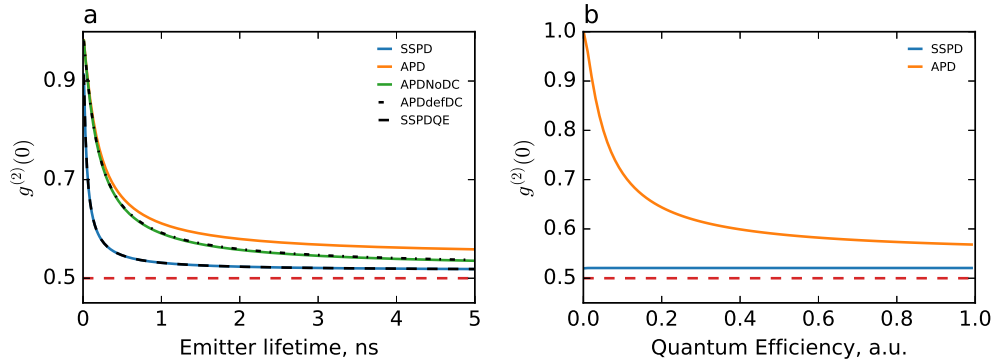 a
0.9
0.7
0.5
g^{(2)}(0)
0 1 2 3 4 5
Emitter lifetime, ns
SSPD
APD
APDNoDC
APDdefDC
SSPDQE
b
1.0
0.9
0.8
0.7
0.6
0.5
g^{(2)}(0)
0.0 0.2 0.4 0.6 0.8 1.0
Quantum Efficiency, a.u.
SSPD
APD